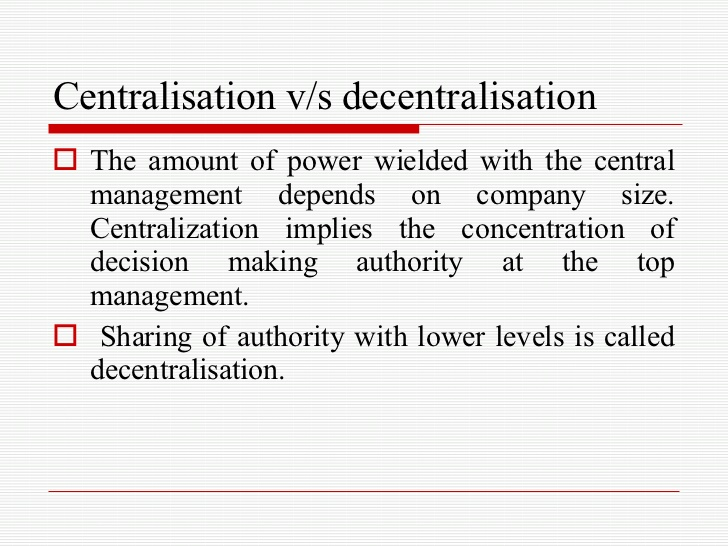 Centralisation v/s decentralisation
The amount of power wielded with the central
management depends on company size.
Centralization implies the concentration of
decision making authority at the top
management.
Sharing of authority with lower levels is called
decentralisation.